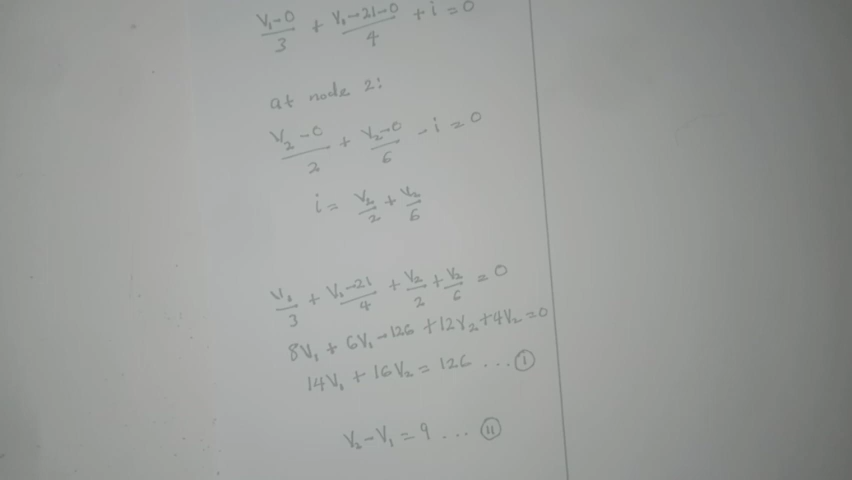 (V₁-0)/3 + (V₁-21-0)/4 + i = 0
at node 2:
(V₂-0)/2 + (V₂-0)/6 - i = 0
i = V₂/2 + V₂/6
V₁/3 + (V₁-21)/4 + V₂/2 + V₂/6 = 0
8V₁ + 6V₁ - 126 + 12V₂ + 4V₂ = 0
14V₁ + 16V₂ = 126 ... (I)
V₂ - V₁ = 9 ... (II)